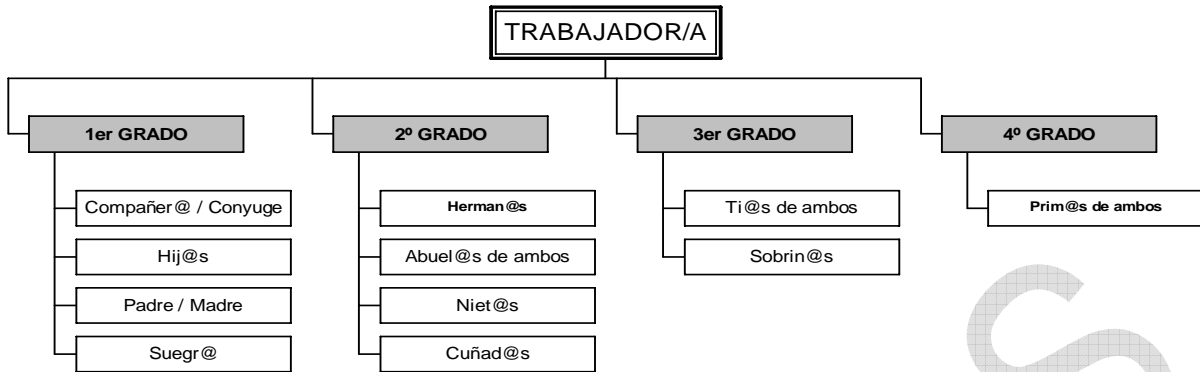 TRABAJADOR/A
1er GRADO
Compañer@ / Conyuge
Hij@s
Padre / Madre
Suegr@
2º GRADO
Herman@s
Abuel@s de ambos
Niet@s
Cuñad@s
3er GRADO
Ti@s de ambos
Sobrin@s
4º GRADO
Prim@s de ambos
S